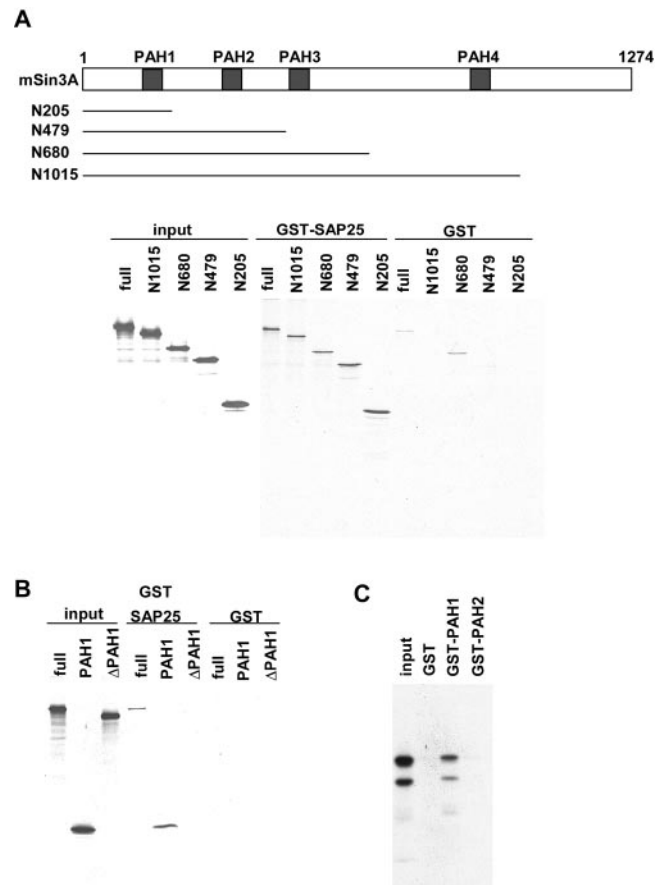 A
1 PAH1 PAH2 PAH3 PAH4 1274
mSin3A
N205
N479
N680
N1015
input GST-SAP25 GST
full N1015 N680 N479 N205 full N1015 N680 N479 N205 full N1015 N680 N479 N205
B
GST
input SAP25 GST
full PAH1 ΔPAH1 full PAH1 ΔPAH1 full PAH1 ΔPAH1
C
input GST GST-PAH1 GST-PAH2